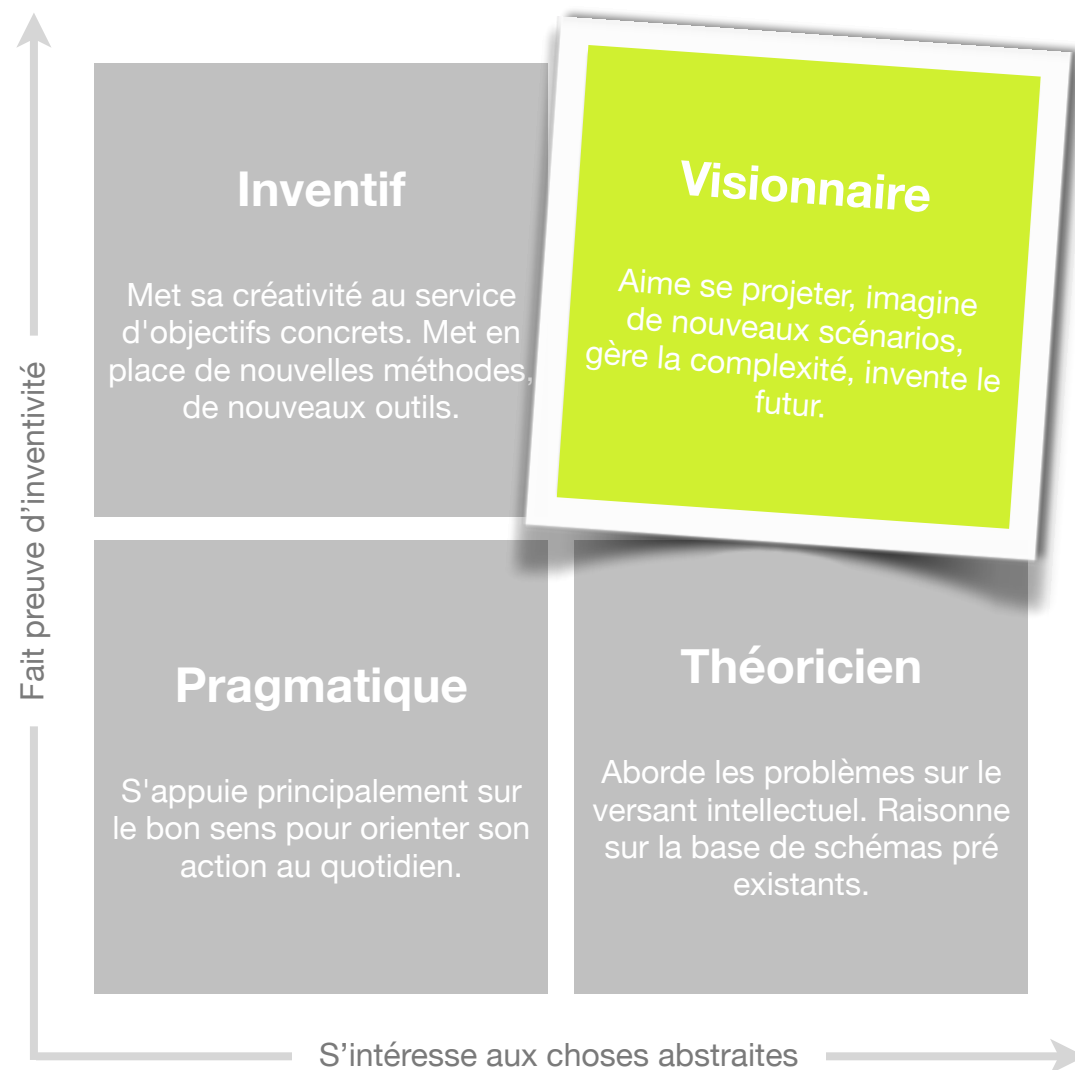 Fait preuve d’inventivité
Inventif
Met sa créativité au service
d'objectifs concrets. Met en
place de nouvelles méthodes,
de nouveaux outils.
Visionnaire
Aime se projeter, imagine
de nouveaux scénarios,
gère la complexité, invente le
futur.
Pragmatique
S'appuie principalement sur
le bon sens pour orienter son
action au quotidien.
Théoricien
Aborde les problèmes sur le
versant intellectuel. Raisonne
sur la base de schémas pré
existants.
S’intéresse aux choses abstraites